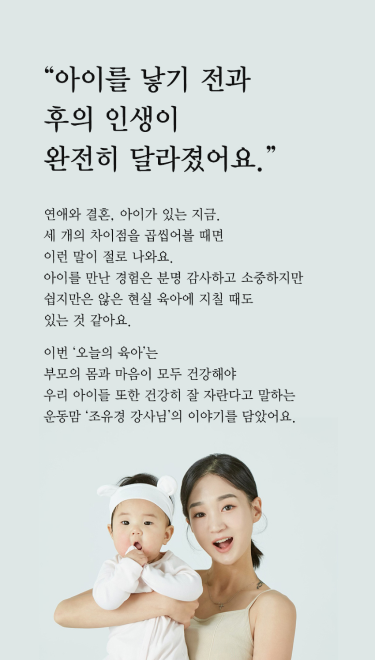 “아이를 낳기 전과
후의 인생이
완전히 달라졌어요.”
연애와 결혼, 아이가 있는 지금.
세 개의 차이점을 곱씹어볼 때면
이런 말이 절로 나와요.
아이를 만난 경험은 분명 감사하고 소중하지만
쉽지만은 않은 현실 육아에 지칠 때도
있는 것 같아요.
이번 ‘오늘의 육아’는
부모의 몸과 마음이 모두 건강해야
우리 아이들 또한 건강히 잘 자란다고 말하는
운동맘 ‘조유경 강사님’의 이야기를 담았어요.